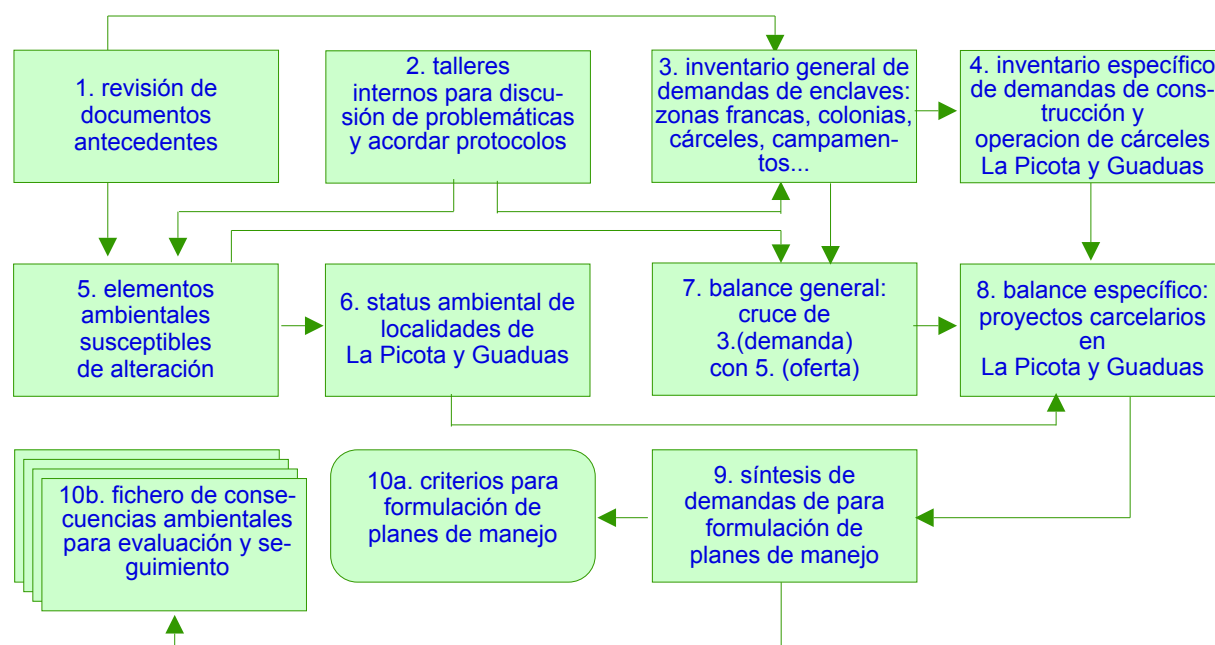 1. revisión de
documentos
antecedentes
2. talleres
internos para discu-
sión de problemáticas
y acordar protocolos
3. inventario general de
demandas de enclaves:
zonas francas, colonias,
cárceles, campamen-
tos...
4. inventario específico
de demandas de cons-
trucción y
operacion de cárceles
La Picota y Guaduas
5. elementos
ambientales
susceptibles
de alteración
6. status ambiental de
localidades de
La Picota y Guaduas
7. balance general:
cruce de
3.(demanda)
con 5. (oferta)
8. balance específico:
proyectos carcelarios
en
La Picota y Guaduas
10b. fichero de conse-
cuencias ambientales
para evaluación y se-
guimiento
10a. criterios para
formulación de
planes de manejo
9. síntesis de
demandas de para
formulación de
planes de manejo